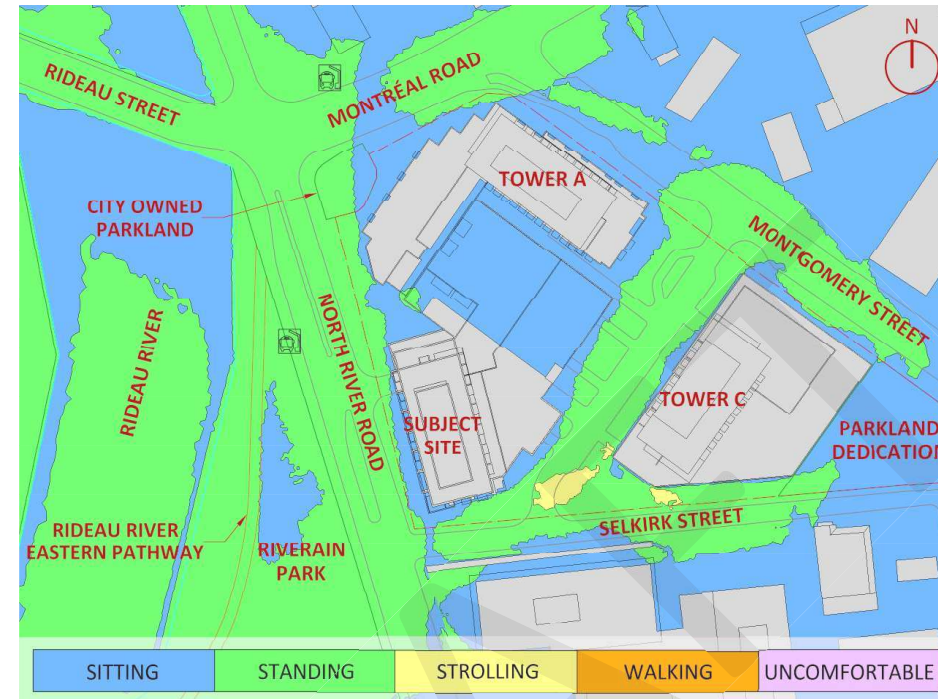 N
RIDEAU STREET
MONTRÉAL ROAD
TOWER A
CITY OWNED
PARKLAND
MONTGOMERY STREET
NORTH RIVER ROAD
RIDEAU RIVER
TOWER C
SUBJECT
SITE
PARKLAND
DEDICATION
SELKIRK STREET
RIDEAU RIVER
EASTERN PATHWAY
RIVERAIN
PARK
SITTING
STANDING
STROLLING
WALKING
UNCOMFORTABLE